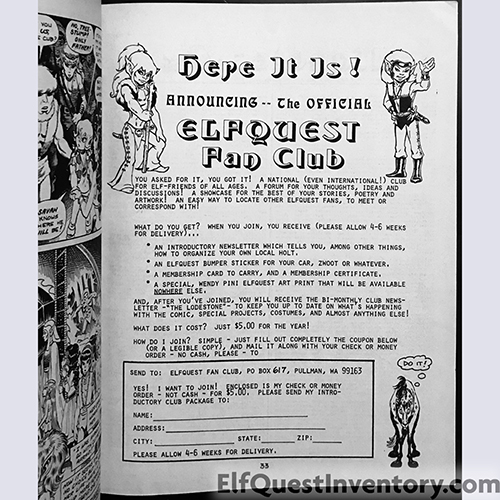 NO, THIS
STUMPY
ONLY
FATHER!
SAVAH
KNOWS
Here It Is!
ANNOUNCING -- The OFFICIAL
ELFQUEST
Fan Club
YOU ASKED FOR IT, YOU GOT IT! A NATIONAL (EVEN INTERNATIONAL!) CLUB
FOR ELF-FRIENDS OF ALL AGES. A FORUM FOR YOUR THOUGHTS, IDEAS AND
DISCUSSIONS! A SHOWCASE FOR THE BEST OF YOUR STORIES, POETRY AND
ARTWORK! AN EASY WAY TO LOCATE OTHER ELFQUEST FANS, TO MEET OR
CORRESPOND WITH!
WHAT DO YOU GET? WHEN YOU JOIN, YOU RECEIVE (PLEASE ALLOW 4-6 WEEKS
FOR DELIVERY)...
* AN INTRODUCTORY NEWSLETTER WHICH TELLS YOU, AMONG OTHER THINGS,
HOW TO ORGANIZE YOUR OWN LOCAL HOLT.
* AN ELFQUEST BUMPER STICKER FOR YOUR CAR, ZWOOT OR WHATEVER.
* A MEMBERSHIP CARD TO CARRY, AND A MEMBERSHIP CERTIFICATE.
* A SPECIAL, WENDY PINI ELFQUEST ART PRINT THAT WILL BE AVAILABLE
NOWHERE ELSE.
AND, AFTER YOU'VE JOINED, YOU WILL RECEIVE THE BI-MONTHLY CLUB NEWS-
LETTER -"THE LODESTONE"- TO KEEP YOU UP TO DATE ON WHAT'S HAPPENING
WITH THE COMIC, SPECIAL PROJECTS, COSTUMES, AND ALMOST ANYTHING ELSE!
WHAT DOES IT COST? JUST $5.00 FOR THE YEAR!
HOW DO I JOIN? SIMPLE - JUST FILL OUT COMPLETELY THE COUPON BELOW
(OR A LEGIBLE COPY), AND MAIL IT ALONG WITH YOUR CHECK OR MONEY
ORDER - NO CASH, PLEASE - TO
DO IT!
SEND TO: ELFQUEST FAN CLUB, PO BOX 617, PULLMAN, WA 99163
YES! I WANT TO JOIN! ENCLOSED IS MY CHECK OR MONEY
ORDER - NOT CASH - FOR $5.00. PLEASE SEND MY INTRO-
DUCTORY CLUB PACKAGE TO:
NAME:
ADDRESS:
CITY: STATE: ZIP:
PLEASE ALLOW 4-6 WEEKS FOR DELIVERY.
33
ElfQuestInventory.com